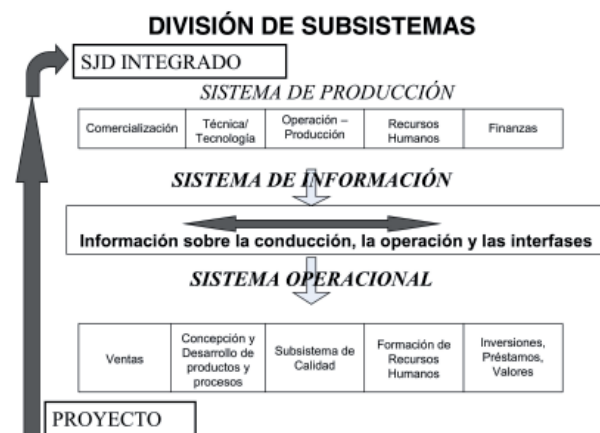 DIVISIÓN DE SUBSISTEMAS
SJD INTEGRADO
SISTEMA DE PRODUCCIÓN
Comercialización
Técnica/
Tecnología
Operación –
Producción
Recursos
Humanos
Finanzas
SISTEMA DE INFORMACIÓN
Información sobre la conducción, la operación y las interfases
SISTEMA OPERACIONAL
Ventas
Concepción y
Desarrollo de
productos y
procesos
Subsistema de
Calidad
Formación de
Recursos
Humanos
Inversiones,
Préstamos,
Valores
PROYECTO